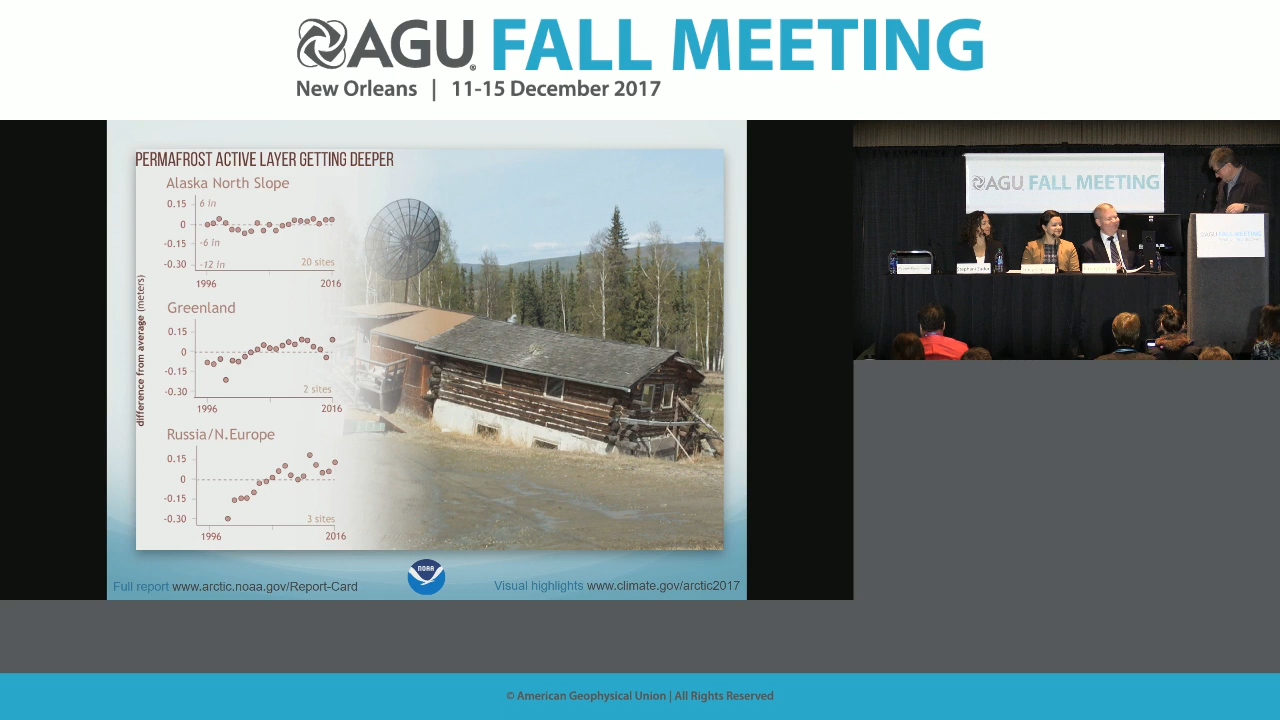 AGU FALL MEETING
New Orleans | 11-15 December 2017
PERMAFROST ACTIVE LAYER GETTING DEEPER
difference from average (meters)
Alaska North Slope
0.15
6 in
0
-0.15
-6 in
-0.30
-12 in
20 sites
1996
2016
Greenland
0.15
0
-0.15
-0.30
2 sites
1996
2016
Russia/N.Europe
0.15
0
-0.15
-0.30
3 sites
1996
2016
Full report www.arctic.noaa.gov/Report-Card
NOAA
Visual highlights www.climate.gov/arctic2017
AGU FALL MEETING
AGU FALL MEETING
© American Geophysical Union | All Rights Reserved